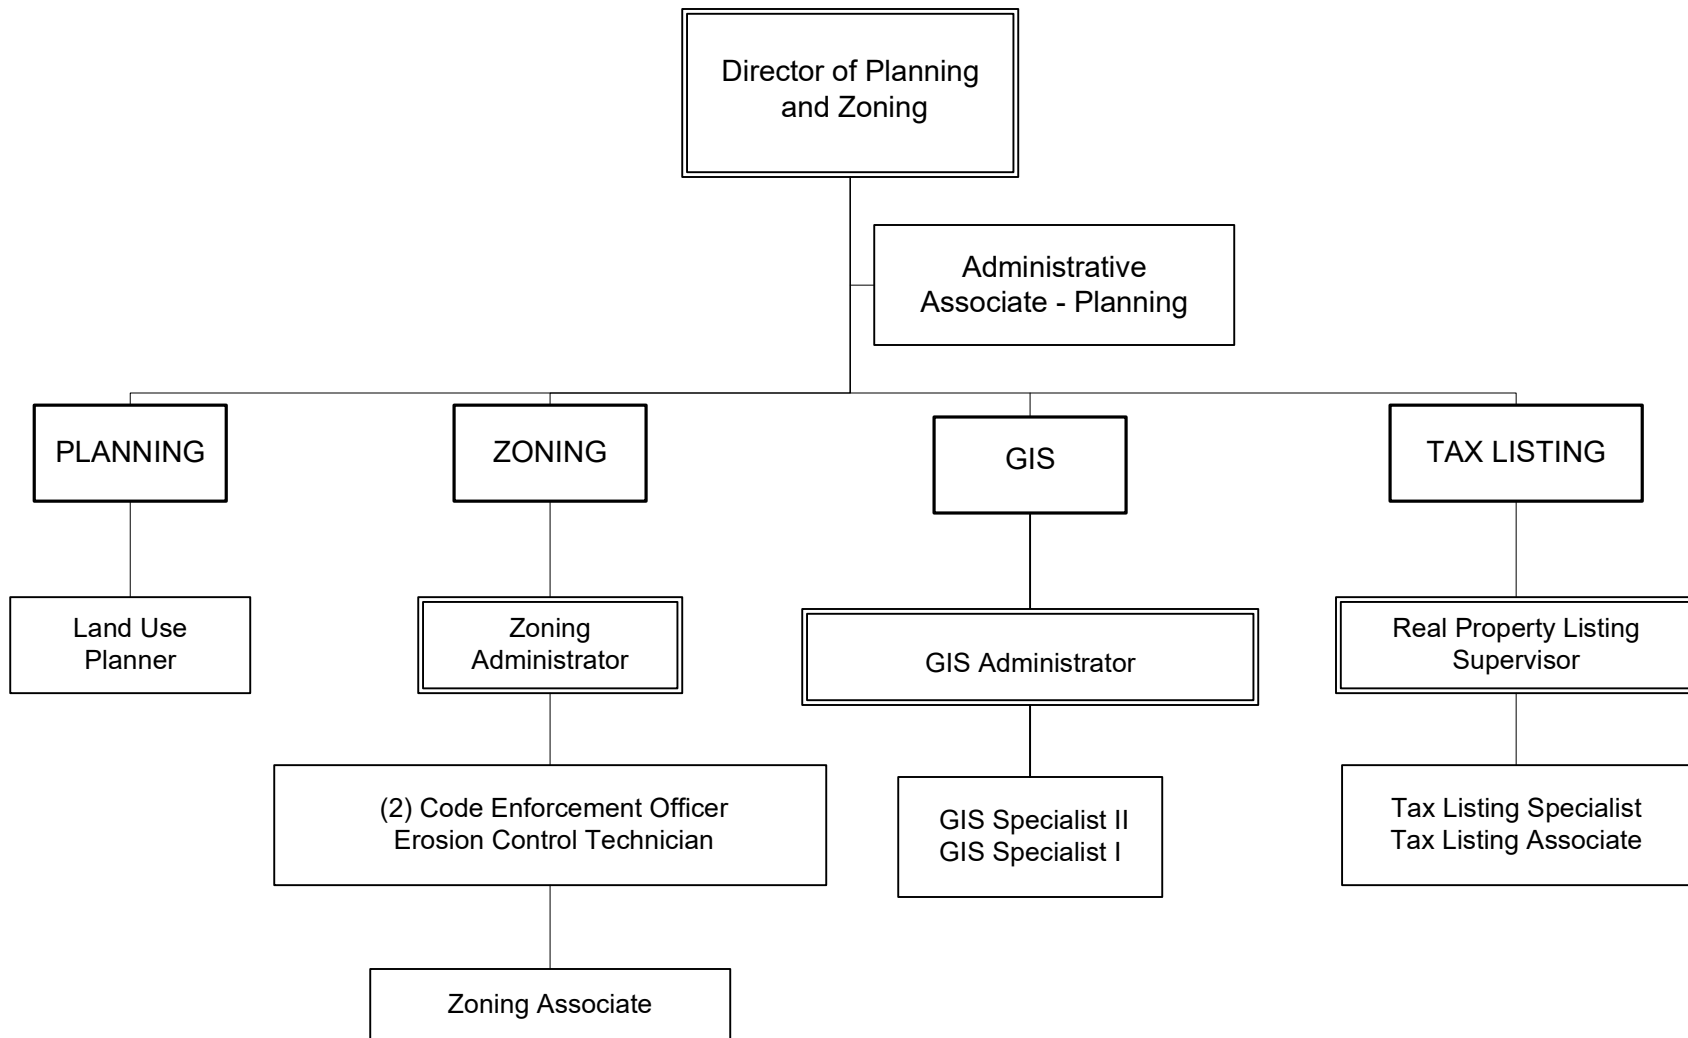 Director of Planning
and Zoning
Administrative
Associate - Planning
PLANNING
ZONING
GIS
TAX LISTING
Land Use
Planner
Zoning
Administrator
GIS Administrator
Real Property Listing
Supervisor
(2) Code Enforcement Officer
Erosion Control Technician
GIS Specialist II
GIS Specialist I
Tax Listing Specialist
Tax Listing Associate
Zoning Associate